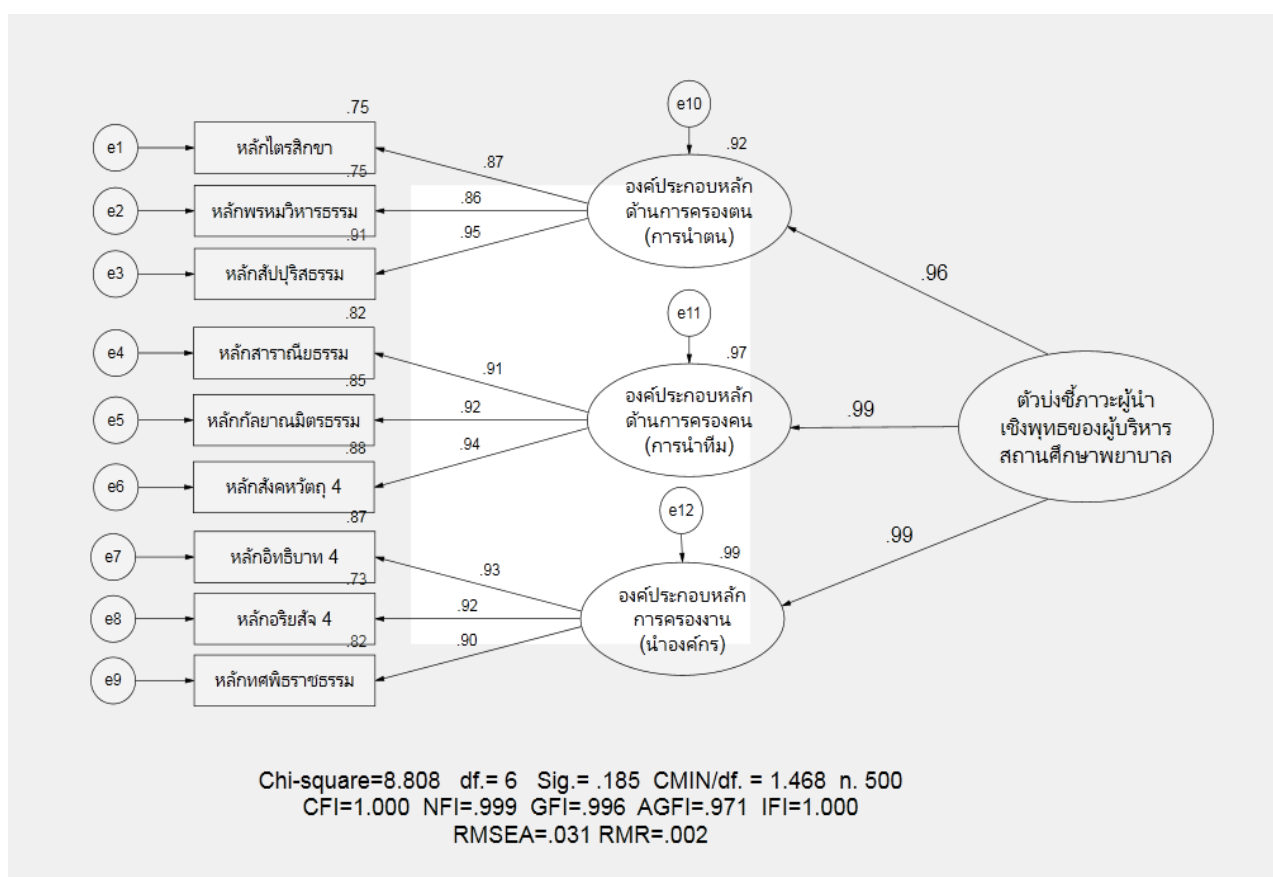 .75
e1
หลักไตรสิกขา
.75
e2
หลักพรหมวิหารธรรม
.91
e3
หลักสัปปุริสธรรม
.82
e4
หลักสาราณียธรรม
.85
e5
หลักกัลยาณมิตรธรรม
.88
e6
หลักสังคหวัตถุ 4
.87
e7
หลักอิทธิบาท 4
.73
e8
หลักอริยสัจ 4
.82
e9
หลักทศพิธราชธรรม
.87
.86
.95
.91
.92
.94
.93
.92
.90
e10
.92
องค์ประกอบหลัก
ด้านการครองตน
(การนำตน)
e11
.97
องค์ประกอบหลัก
ด้านการครองคน
(การนำทีม)
e12
.99
องค์ประกอบหลัก
การครองงาน
(นำองค์กร)
.96
.99
.99
ตัวบ่งชี้ภาวะผู้นำ
เชิงพุทธของผู้บริหาร
สถานศึกษาพยาบาล
Chi-square=8.808 df.= 6 Sig.= .185 CMIN/df. = 1.468 n. 500
CFI=1.000 NFI=.999 GFI=.996 AGFI=.971 IFI=1.000
RMSEA=.031 RMR=.002